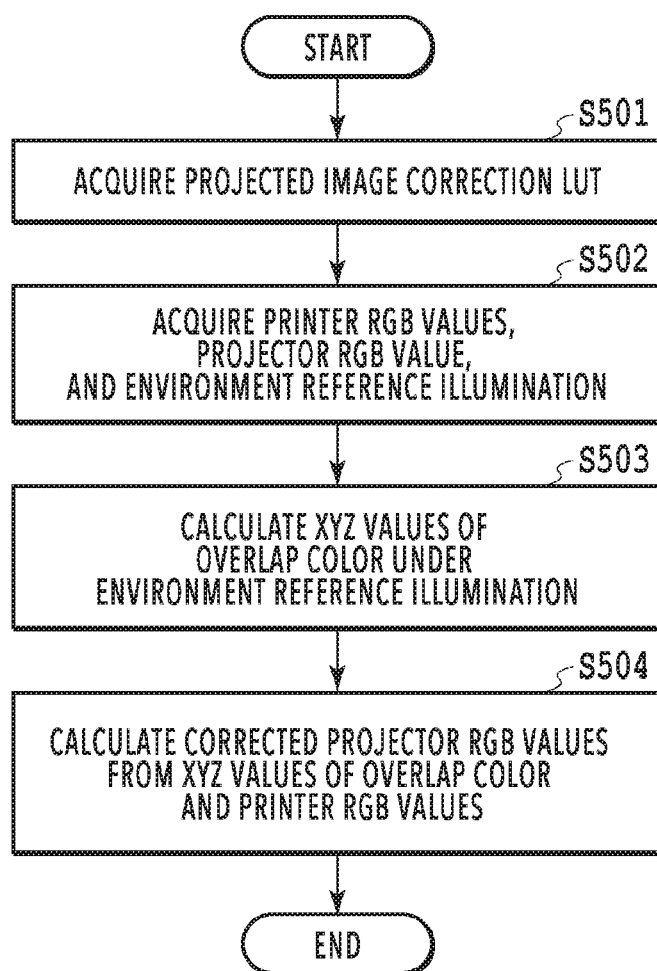 START
S501
ACQUIRE PROJECTED IMAGE CORRECTION LUT
S502
ACQUIRE PRINTER RGB VALUES,
PROJECTOR RGB VALUE,
AND ENVIRONMENT REFERENCE ILLUMINATION
S503
CALCULATE XYZ VALUES OF
OVERLAP COLOR UNDER
ENVIRONMENT REFERENCE ILLUMINATION
S504
CALCULATE CORRECTED PROJECTOR RGB VALUES
FROM XYZ VALUES OF OVERLAP COLOR
AND PRINTER RGB VALUES
END